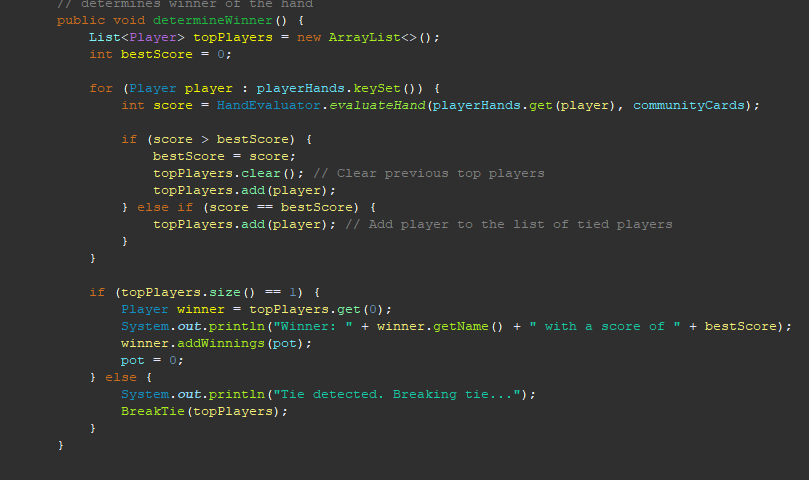 // determines winner of the hand
public void determineWinner() {
List<Player> topPlayers = new ArrayList<>();
int bestScore = 0;
for (Player player : playerHands.keySet()) {
int score = HandEvaluator.evaluateHand(playerHands.get(player), communityCards);
if (score > bestScore) {
bestScore = score;
topPlayers.clear(); // Clear previous top players
topPlayers.add(player);
} else if (score == bestScore) {
topPlayers.add(player); // Add player to the list of tied players
}
}
if (topPlayers.size() == 1) {
Player winner = topPlayers.get(0);
System.out.println("Winner: " + winner.getName() + " with a score of " + bestScore);
winner.addWinnings(pot);
pot = 0;
} else {
System.out.println("Tie detected. Breaking tie...");
BreakTie(topPlayers);
}
}